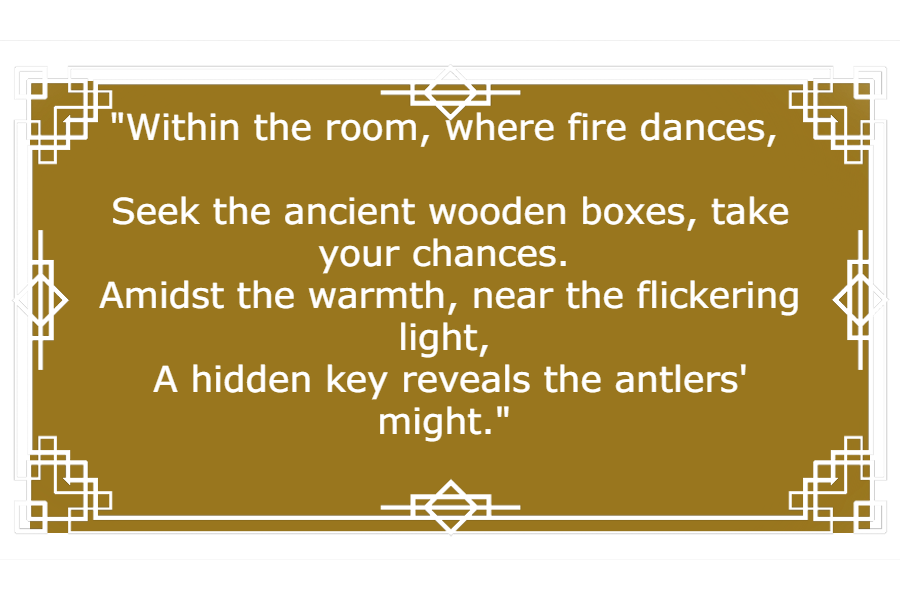 "Within the room, where fire dances,
Seek the ancient wooden boxes, take
your chances.
Amidst the warmth, near the flickering
light,
A hidden key reveals the antlers'
might."